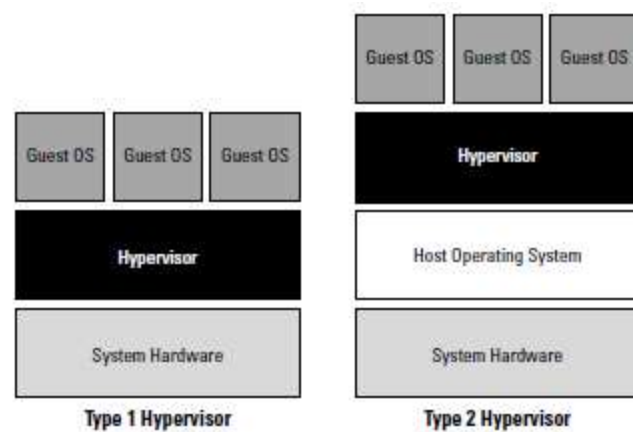 Guest OS Guest OS Guest OS
Hypervisor
System Hardware
Type 1 Hypervisor
Guest OS Guest OS Guest OS
Hypervisor
Host Operating System
System Hardware
Type 2 Hypervisor